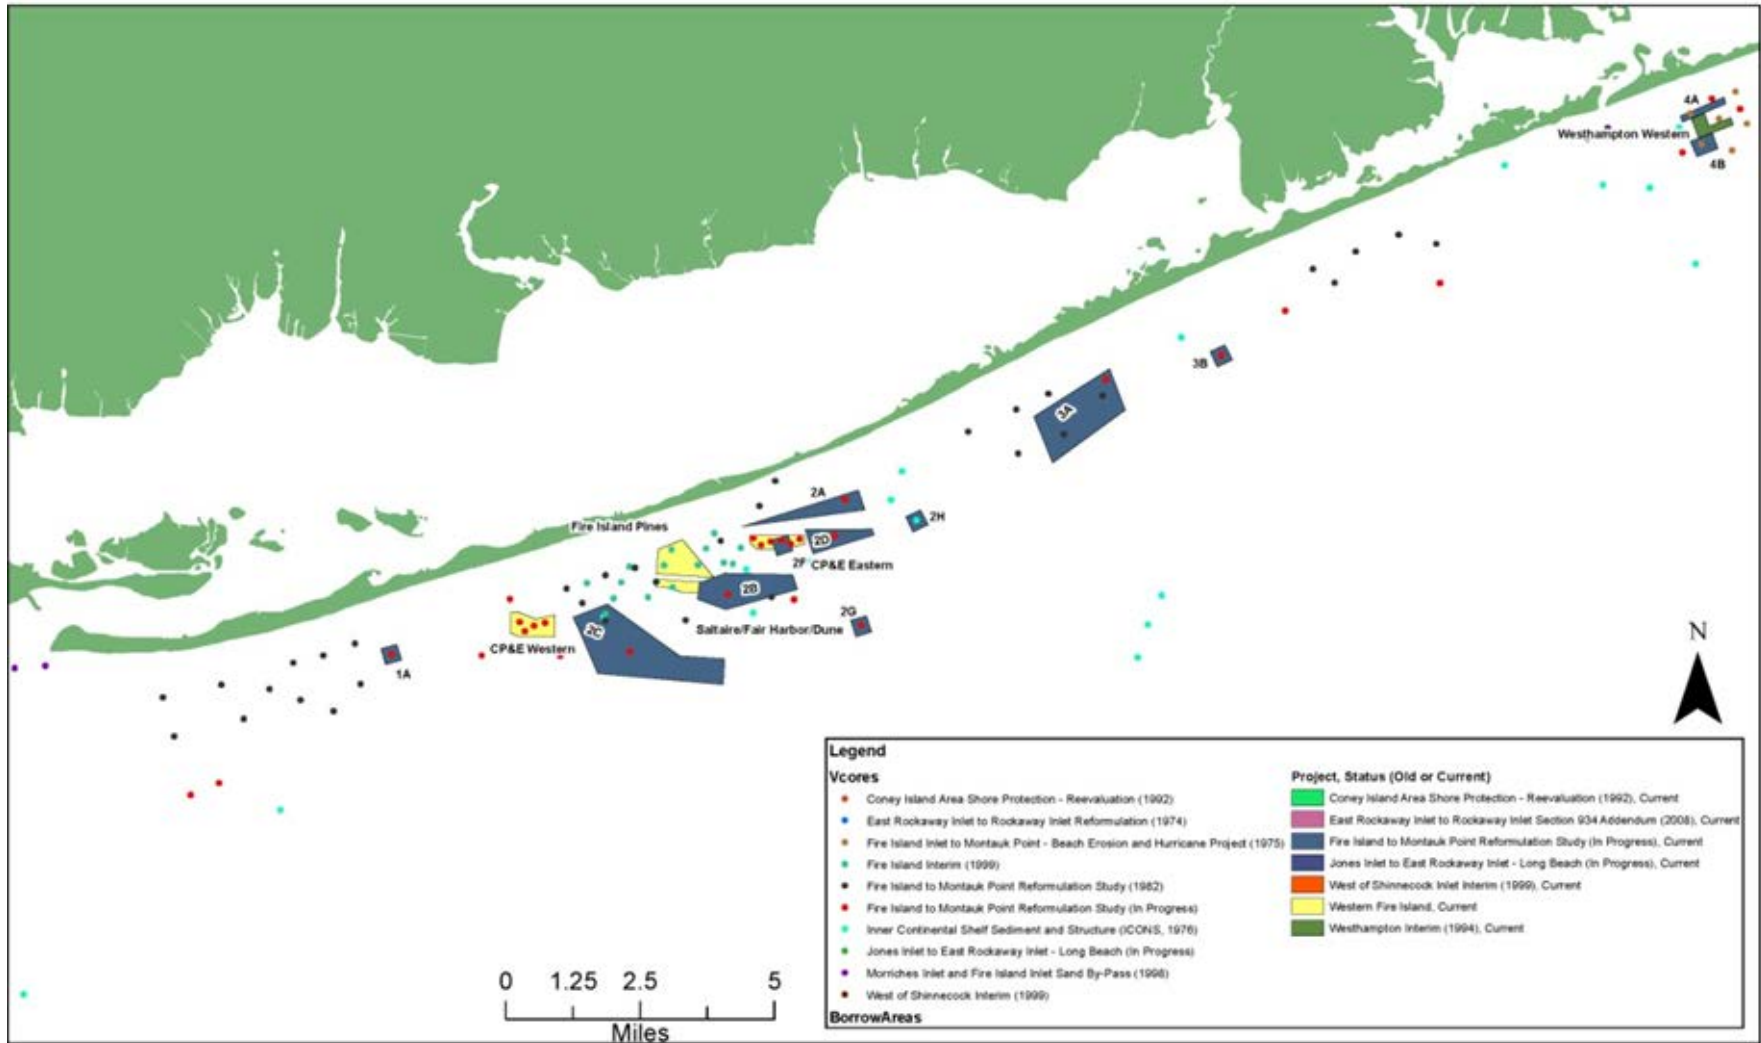 4A
Westhampton Western
4B
3B
3A
2A
2H
Fire Island Pines
2D
2F
CP&E Eastern
2B
2G
2C
Saltaire/Fair Harbor/Dune
CP&E Western
1A
N
Legend
Vcores
Coney Island Area Shore Protection - Reevaluation (1992)
East Rockaway Inlet to Rockaway Inlet Reformulation (1974)
Fire Island Inlet to Montauk Point - Beach Erosion and Hurricane Project (1975)
Fire Island Interim (1999)
Fire Island to Montauk Point Reformulation Study (1982)
Fire Island to Montauk Point Reformulation Study (In Progress)
Inner Continental Shelf Sediment and Structure (ICONS, 1976)
Jones Inlet to East Rockaway Inlet - Long Beach (In Progress)
Morriches Inlet and Fire Island Inlet Sand By-Pass (1998)
West of Shinnecock Interim (1999)
BorrowAreas
Project, Status (Old or Current)
Coney Island Area Shore Protection - Reevaluation (1992), Current
East Rockaway Inlet to Rockaway Inlet Section 934 Addendum (2008), Current
Fire Island to Montauk Point Reformulation Study (In Progress), Current
Jones Inlet to East Rockaway Inlet - Long Beach (In Progress), Current
West of Shinnecock Inlet Interim (1999), Current
Western Fire Island, Current
Westhampton Interim (1994), Current
0 1.25 2.5 5
Miles